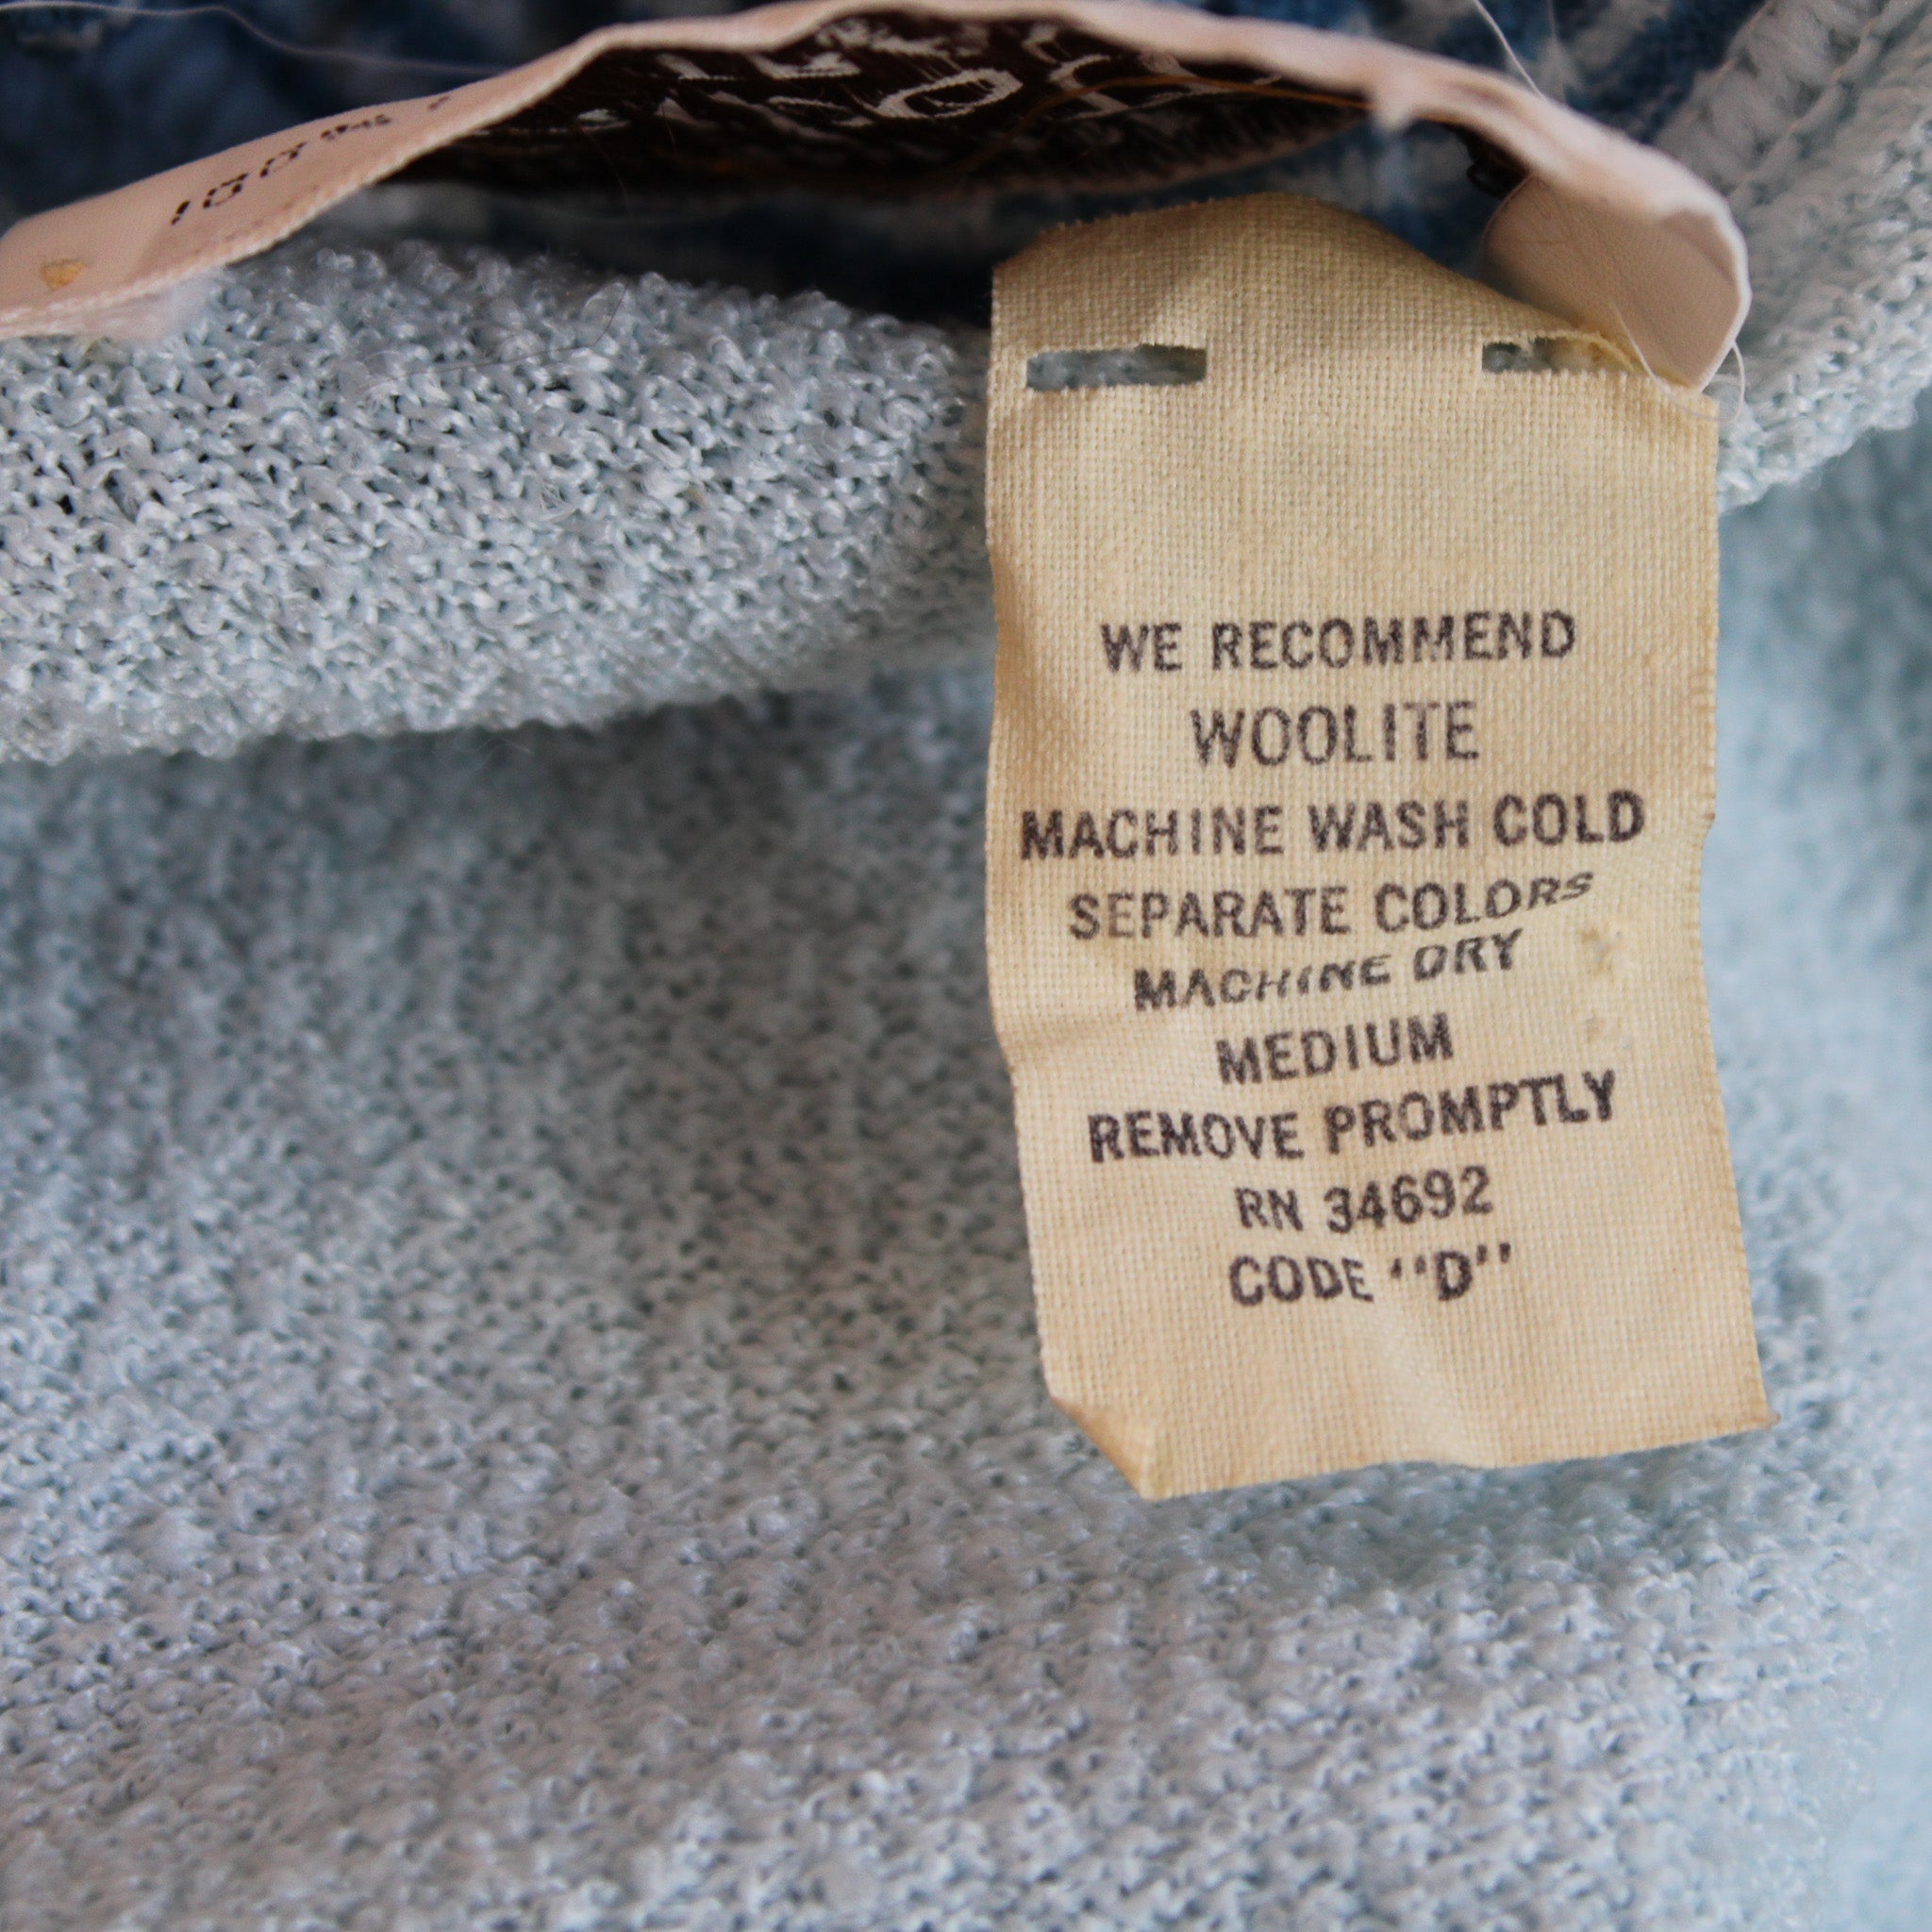 WE RECOMMEND
WOOLITE
MACHINE WASH COLD
SEPARATE COLORS
MACHINE DRY
MEDIUM
REMOVE PROMPTLY
RN 34692
CODE "D"